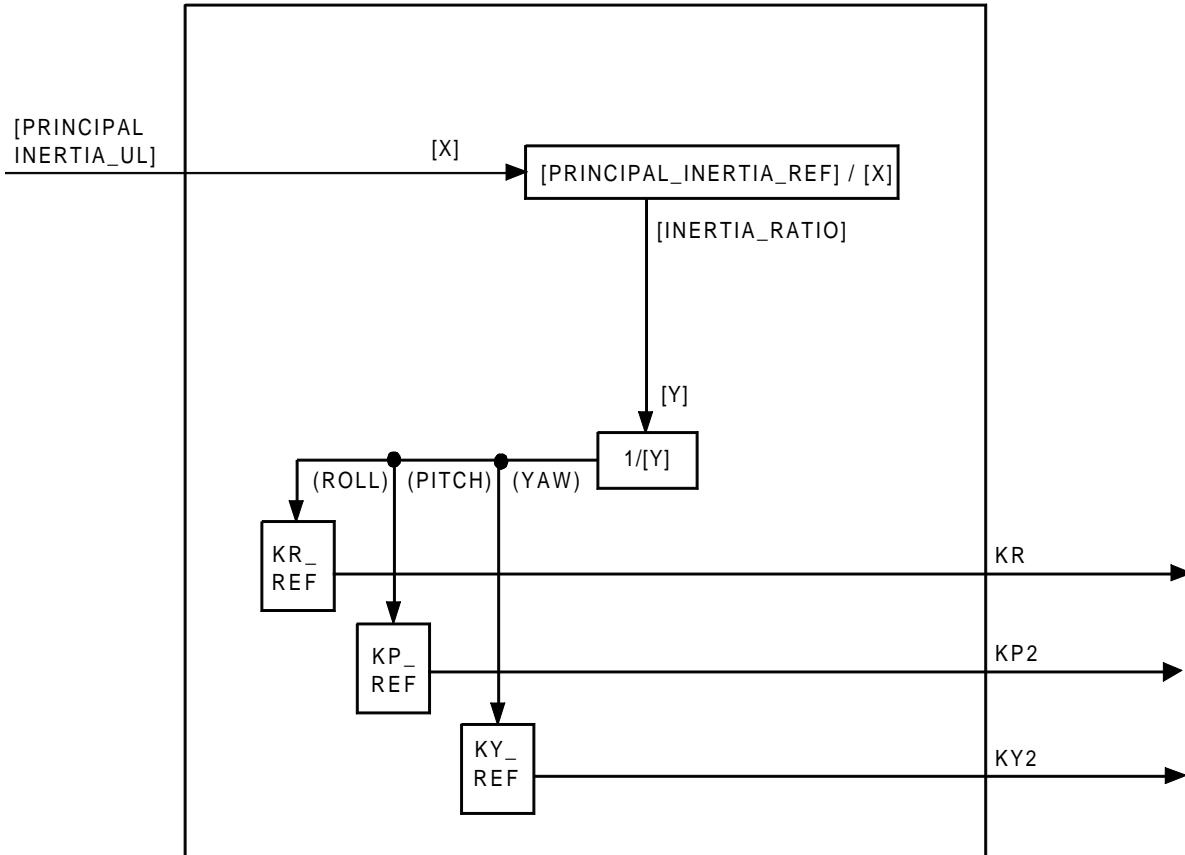 [PRINCIPAL
INERTIA_UL]
[X]
[PRINCIPAL_INERTIA_REF] / [X]
[INERTIA_RATIO]
[Y]
1/[Y]
(ROLL) (PITCH) (YAW)
KR_
REF
KR
KP_
REF
KP2
KY_
REF
KY2